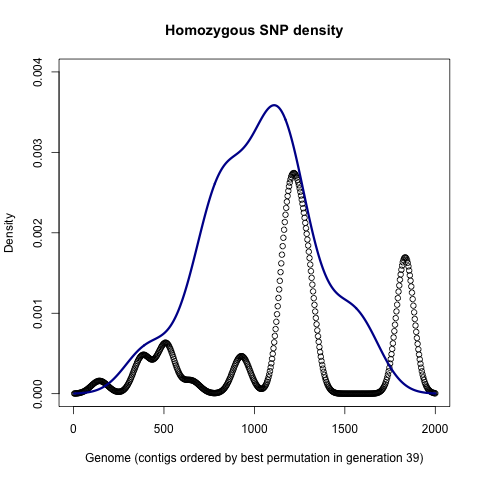 Homozygous SNP density
Density
0.004
0.003
0.002
0.001
0.000
0 500 1000 1500 2000
Genome (contigs ordered by best permutation in generation 39)